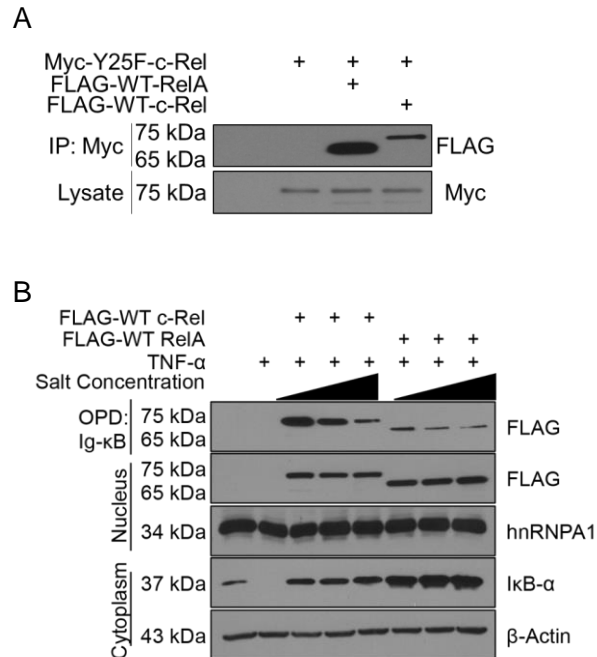 A
Myc-Y25F-c-Rel + + +
FLAG-WT-RelA +
FLAG-WT-c-Rel +
IP: Myc 75 kDa 65 kDa FLAG
Lysate 75 kDa Myc
B
FLAG-WT c-Rel + + +
FLAG-WT RelA + + +
TNF-α + + + + + + +
Salt Concentration
OPD: Ig-κB 75 kDa 65 kDa FLAG
Nucleus 75 kDa 65 kDa FLAG
34 kDa hnRNPA1
Cytoplasm 37 kDa IκB-α
43 kDa β-Actin